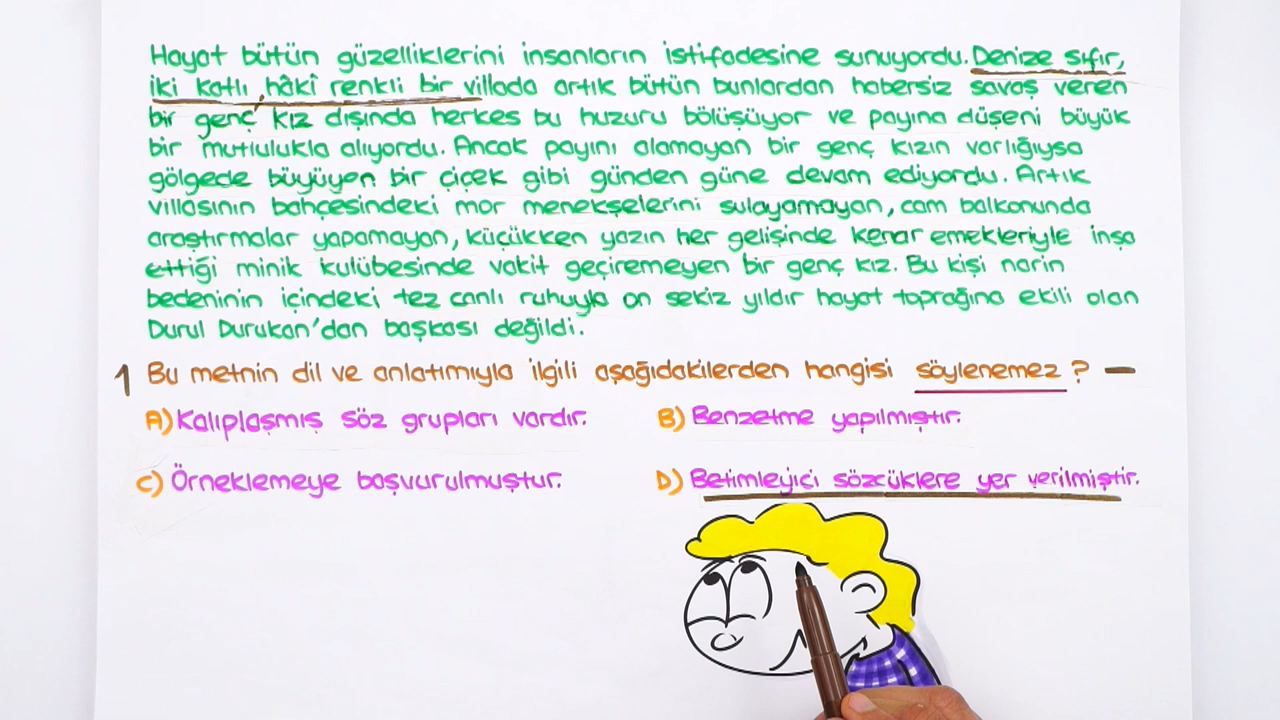 Hayat bütün güzelliklerini insanların istifadesine sunuyordu. Denize sıfır,
iki katlı, hâkî renkli bir villada artık bütün bunlardan habersiz savaş veren
bir genç kız dışında herkes bu huzuru bölüşüyor ve payına düşeni büyük
bir mutlulukla alıyordu. Ancak payını alamayan bir genç kızın varlığıysa
gölgede büyüyen bir çiçek gibi günden güne devam ediyordu. Artık
villasının bahçesindeki mor menekşelerini sulayamayan, cam balkonunda
araştırmalar yapamayan, küçükken yazın her gelişinde kenar emekleriyle inşa
ettiği minik kulübesinde vakit geçiremeyen bir genç kız. Bu kişi narin
bedeninin içindeki tez canlı ruhuyla on sekiz yıldır hayat toprağına ekili olan
Durul Durukan'dan başkası değildi.
1 Bu metnin dil ve anlatımıyla ilgili aşağıdakilerden hangisi söylenemez?
A) Kalıplaşmış söz grupları vardır. B) Benzetme yapılmıştır.
C) Örneklemeye başvurulmuştur. D) Betimleyici sözcüklere yer verilmiştir.